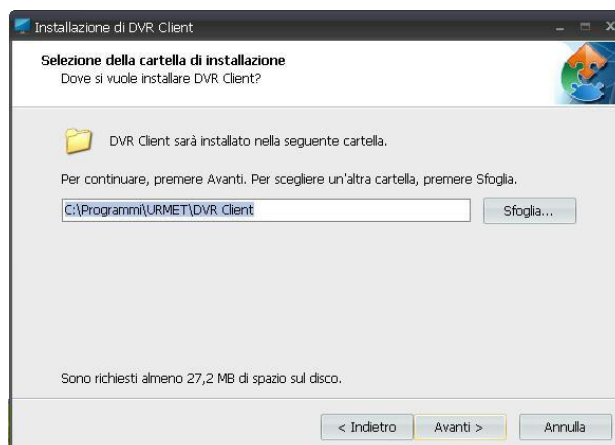 Installazione di DVR Client
Selezione della cartella di installazione
Dove si vuole installare DVR Client?
DVR Client sarà installato nella seguente cartella.
Per continuare, premere Avanti. Per scegliere un'altra cartella, premere Sfoglia.
C:\Programmi\URMET\DVR Client
Sfoglia...
Sono richiesti almeno 27,2 MB di spazio sul disco.
< Indietro
Avanti >
Annulla